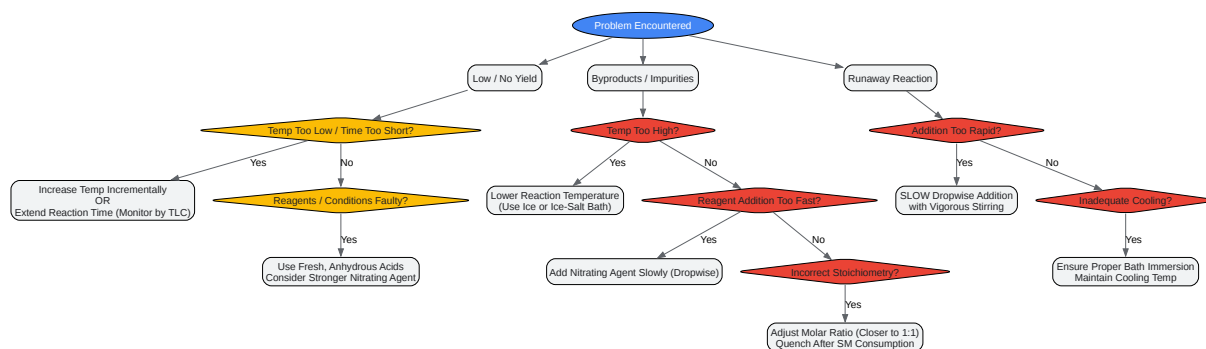 Problem Encountered
Low / No Yield
Byproducts / Impurities
Runaway Reaction
Temp Too Low / Time Too Short?
Temp Too High?
Addition Too Rapid?
Yes
No
Yes
No
Yes
No
Increase Temp Incrementally
OR
Extend Reaction Time (Monitor by TLC)
Reagents / Conditions Faulty?
Lower Reaction Temperature
(Use Ice or Ice-Salt Bath)
Reagent Addition Too Fast?
SLOW Dropwise Addition
with Vigorous Stirring
Inadequate Cooling?
Yes
Yes
No
Yes
Use Fresh, Anhydrous Acids
Consider Stronger Nitrating Agent
Add Nitrating Agent Slowly (Dropwise)
Incorrect Stoichiometry?
Ensure Proper Bath Immersion
Maintain Cooling Temp
Yes
Adjust Molar Ratio (Closer to 1:1)
Quench After SM Consumption